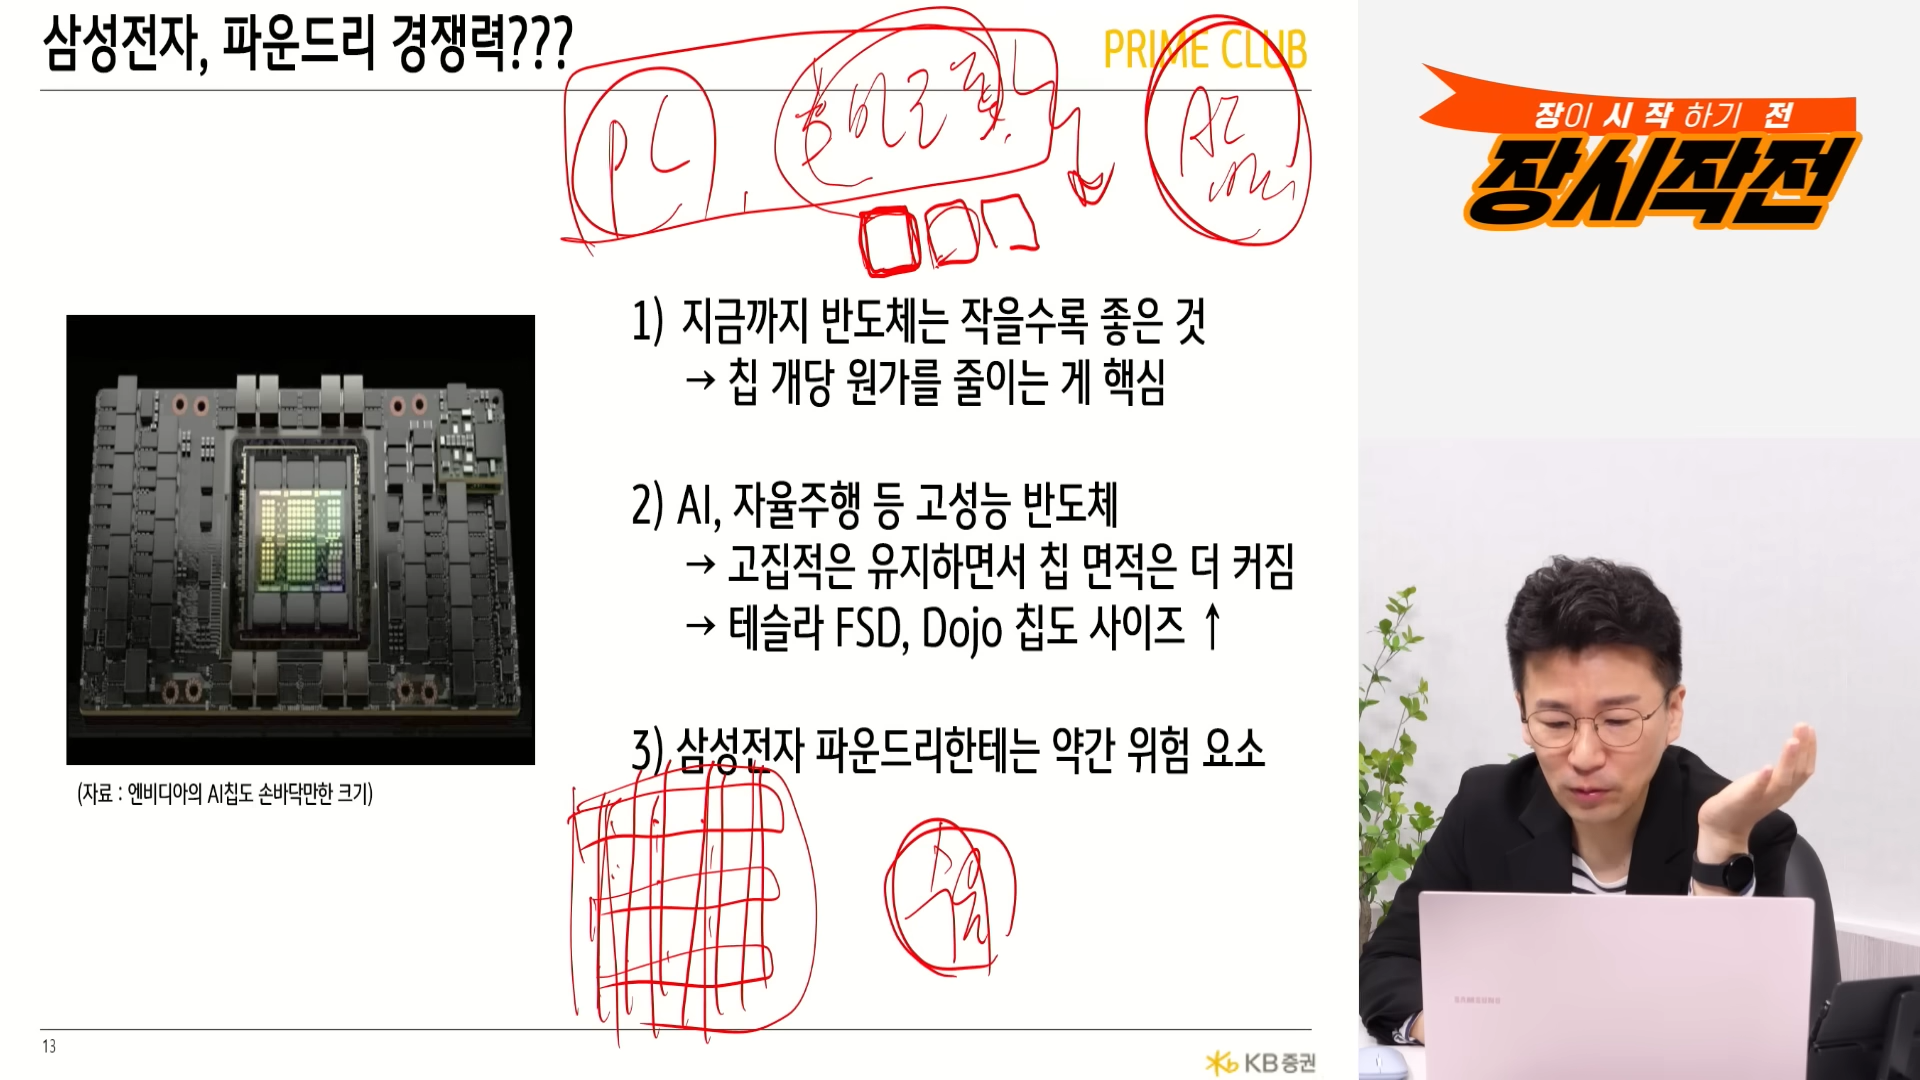 삼성전자, 파운드리 경쟁력???
PRIME CLUB
PC
AI
1) 지금까지 반도체는 작을수록 좋은 것
→ 칩 개당 원가를 줄이는 게 핵심
2) AI, 자율주행 등 고성능 반도체
→ 고집적은 유지하면서 칩 면적은 더 커짐
→ 테슬라 FSD, Dojo 칩도 사이즈 ↑
3) 삼성전자 파운드리한테는 약간 위험 요소
(자료 : 엔비디아의 AI칩도 손바닥만한 크기)
수율
13
KB증권
장이 시작하기 전
장시작전
SAMSUNG